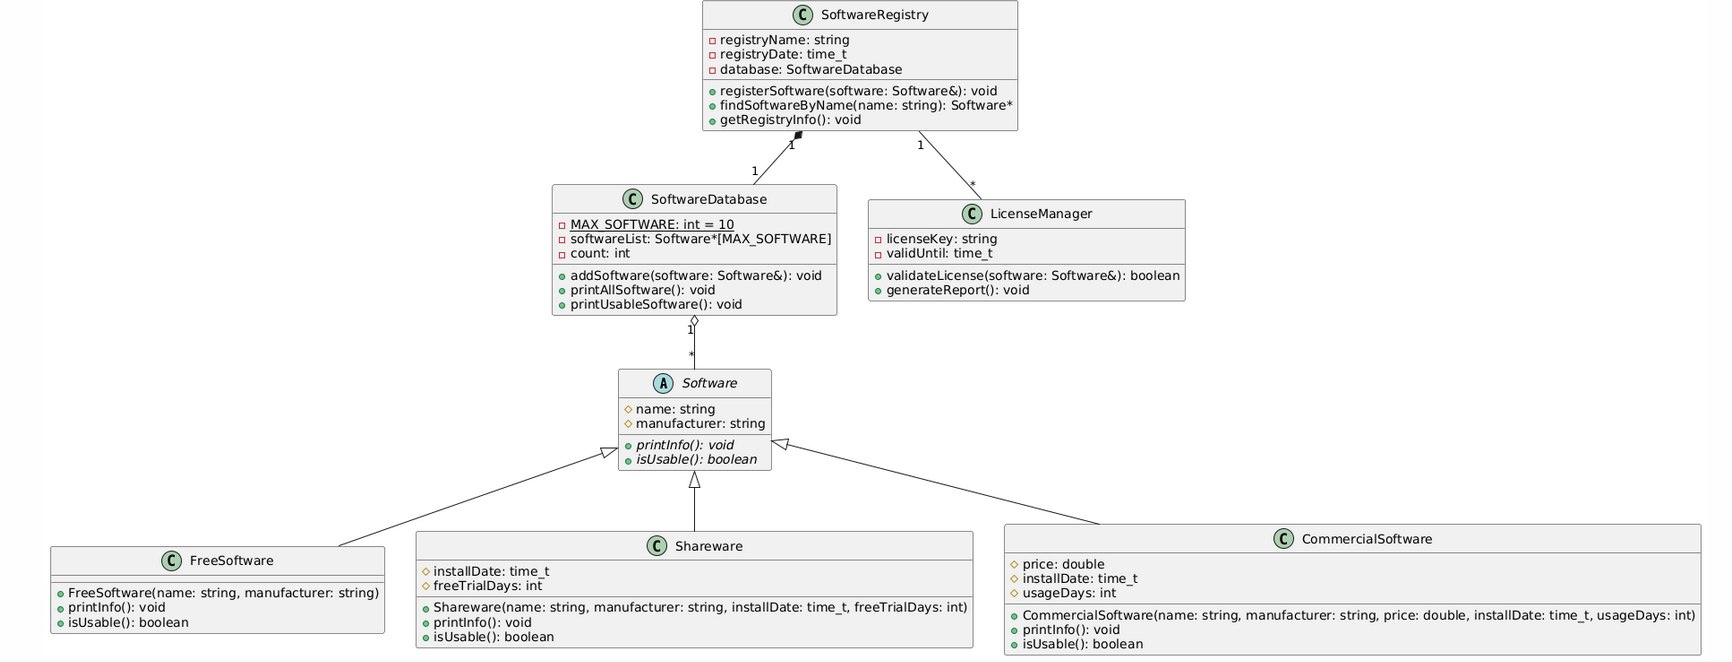 C SoftwareRegistry
registryName: string
registryDate: time_t
database: SoftwareDatabase
registerSoftware(software: Software&): void
findSoftwareByName(name: string): Software*
getRegistryInfo(): void
1
1
1
*
C SoftwareDatabase
MAX_SOFTWARE: int = 10
softwareList: Software*[MAX_SOFTWARE]
count: int
addSoftware(software: Software&): void
printAllSoftware(): void
printUsableSoftware(): void
C LicenseManager
licenseKey: string
validUntil: time_t
validateLicense(software: Software&): boolean
generateReport(): void
1
*
A Software
name: string
manufacturer: string
printInfo(): void
isUsable(): boolean
C FreeSoftware
FreeSoftware(name: string, manufacturer: string)
printInfo(): void
isUsable(): boolean
C Shareware
installDate: time_t
freeTrialDays: int
Shareware(name: string, manufacturer: string, installDate: time_t, freeTrialDays: int)
printInfo(): void
isUsable(): boolean
C CommercialSoftware
price: double
installDate: time_t
usageDays: int
CommercialSoftware(name: string, manufacturer: string, price: double, installDate: time_t, usageDays: int)
printInfo(): void
isUsable(): boolean